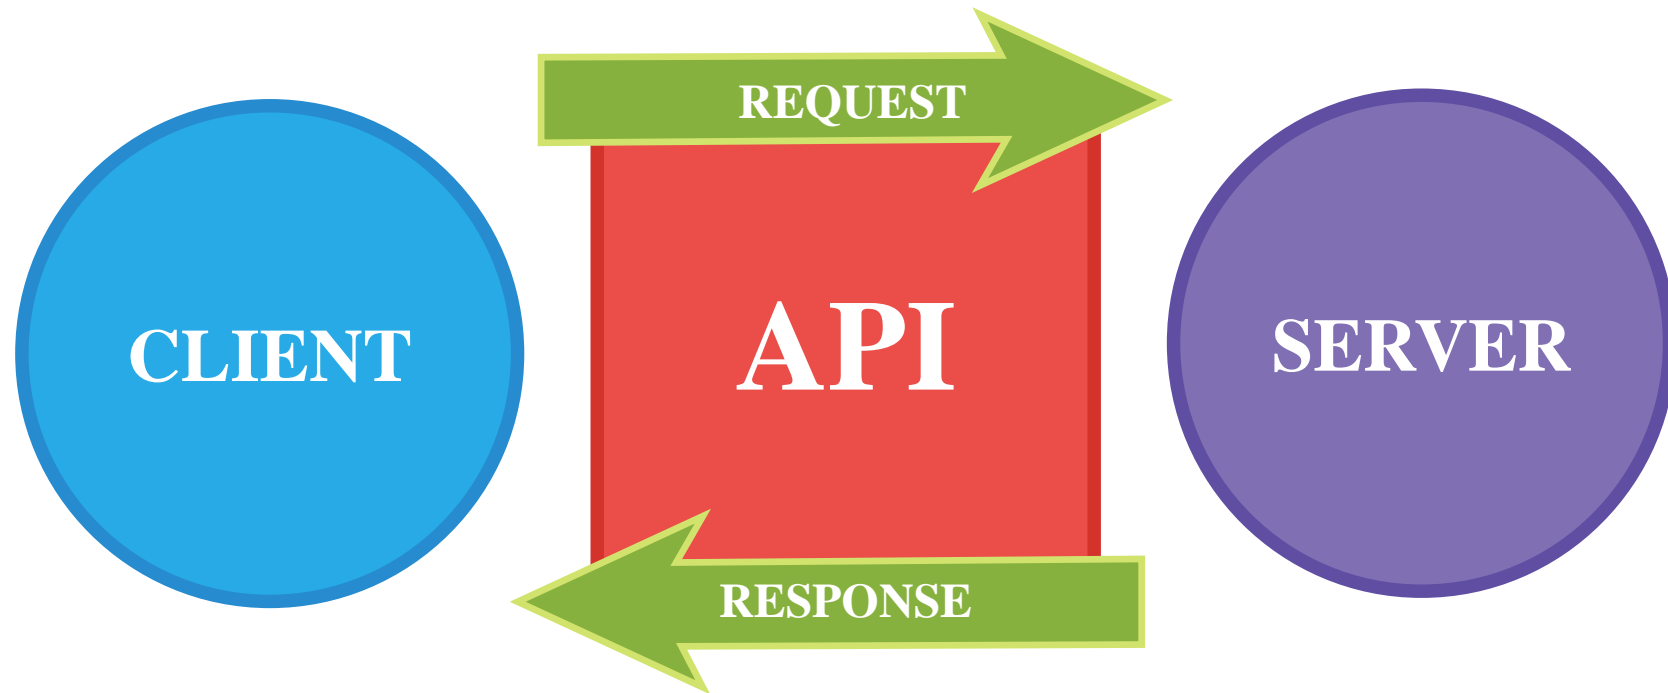 REQUEST
CLIENT
API
SERVER
RESPONSE